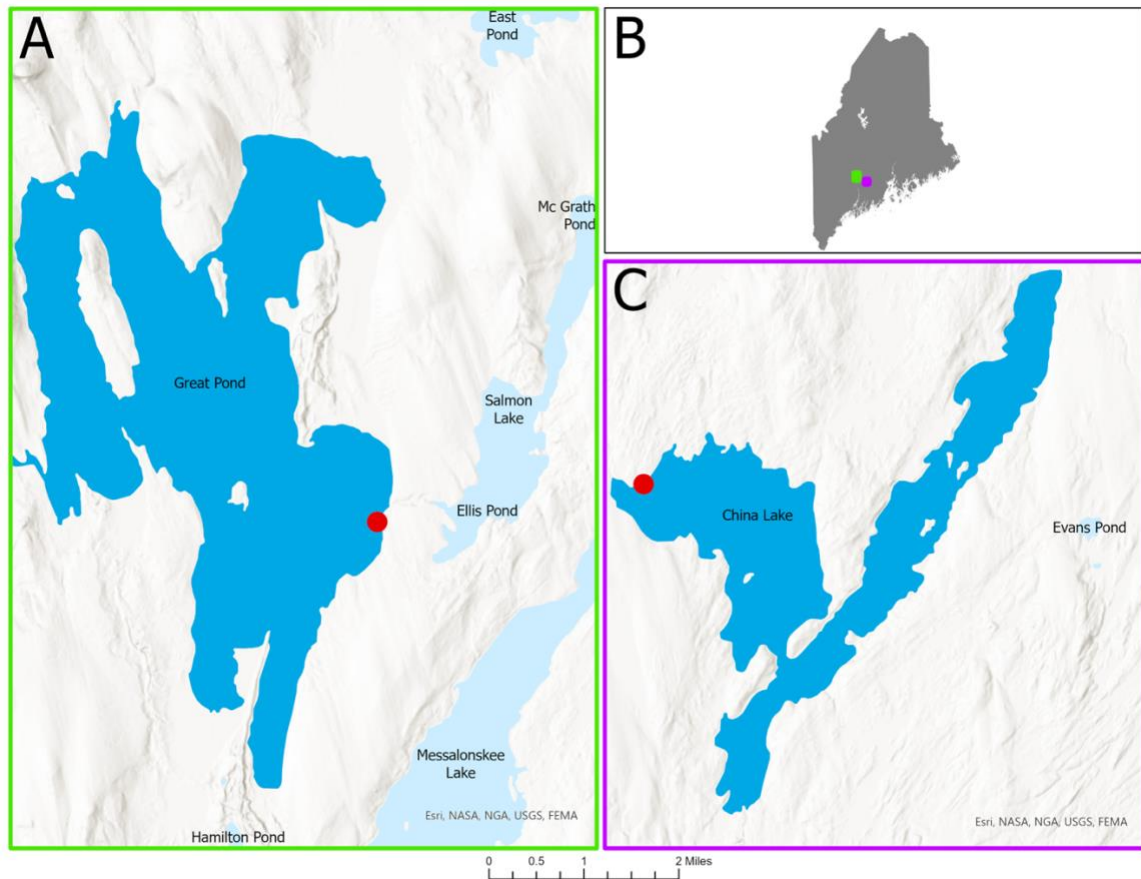 A
East
Pond
Mc Grath
Pond
Great Pond
Salmon
Lake
Ellis Pond
Messalonskee
Lake
Esri, NASA, NGA, USGS, FEMA
Hamilton Pond
B
C
China Lake
Evans Pond
Esri, NASA, NGA, USGS, FEMA
0 0.5 1 2 Miles